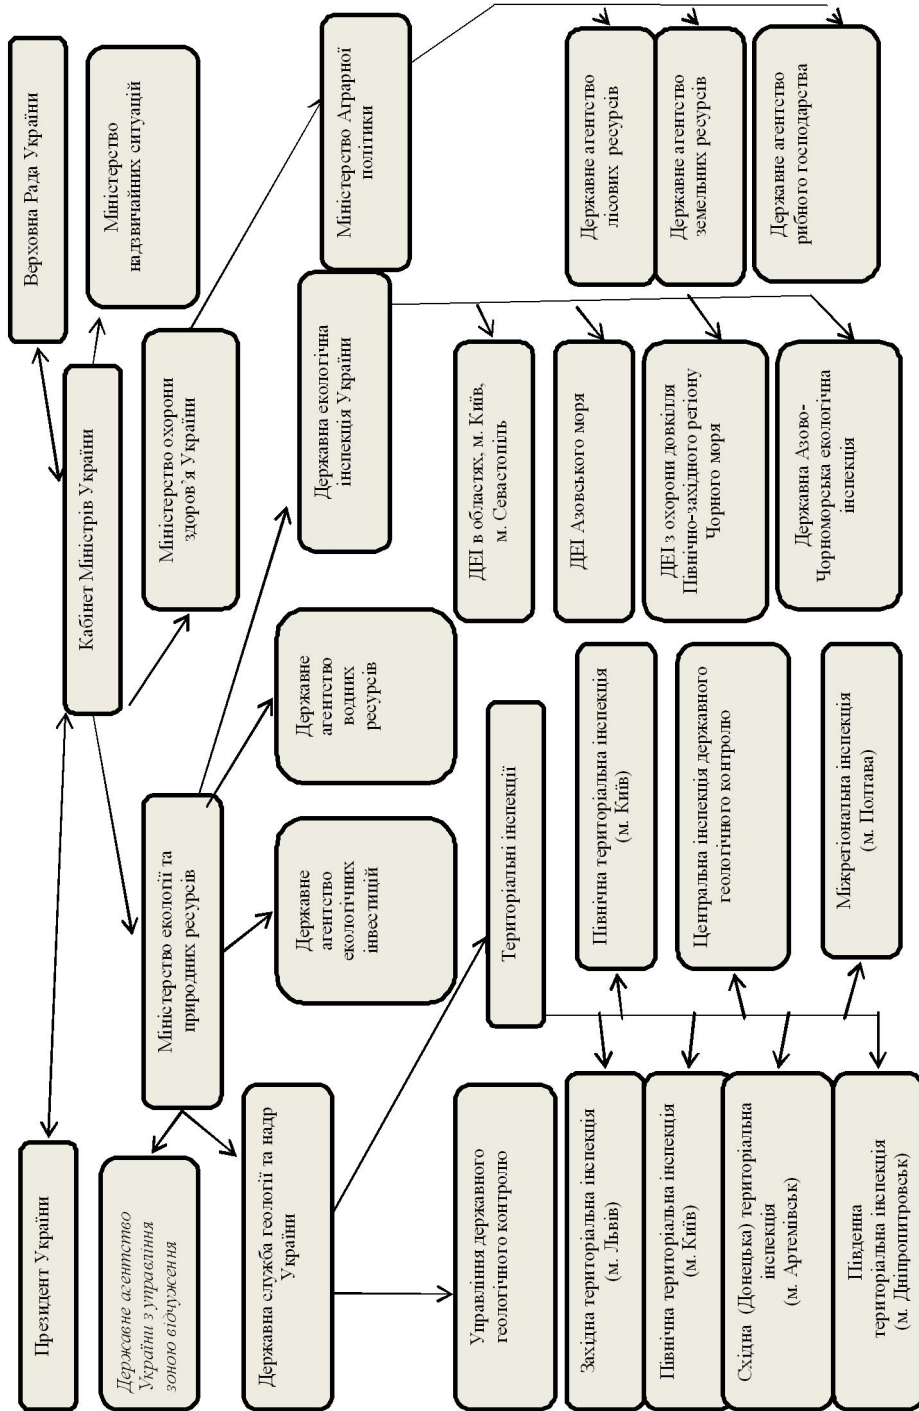 Президент України
Кабінет Міністрів України
Верховна Рада України
Державне агентство
України з управління
зоною відчуження
Міністерство екології та
природних ресурсів
Міністерство охорони
здоров`я України
Міністерство
надзвичайних ситуацій
Державна служба геології та надр
України
Державне
агентство
екологічних
інвестицій
Державне
агентство
водних
ресурсів
Державна екологічна
інспекція України
Міністерство Аграрної
політики
Управління державного
геологічного контролю
Територіальні інспекції
ДЕІ в областях, м. Київ,
м. Севастопіль
Західна територіальна інспекція
(м. Львів)
Північна територіальна інспекція
(м. Київ)
ДЕІ Азовського моря
Державне агентство
лісових ресурсів
Північна територіальна інспекція
(м. Київ)
Центральна інспекція державного
геологічного контролю
ДЕІ з охорони довкілля
Північно-західного регіону
Чорного моря
Державне агентство
земельних ресурсів
Східна (Донецька) територіальна
інспекція
(м. Артемівськ)
Міжрегіональна інспекція
(м. Полтава)
Державна Азово-
Чорноморська екологічна
інспекція
Державне агентство
рибного господарства
Південна
територіальна інспекція
(м. Дніпропитровськ)